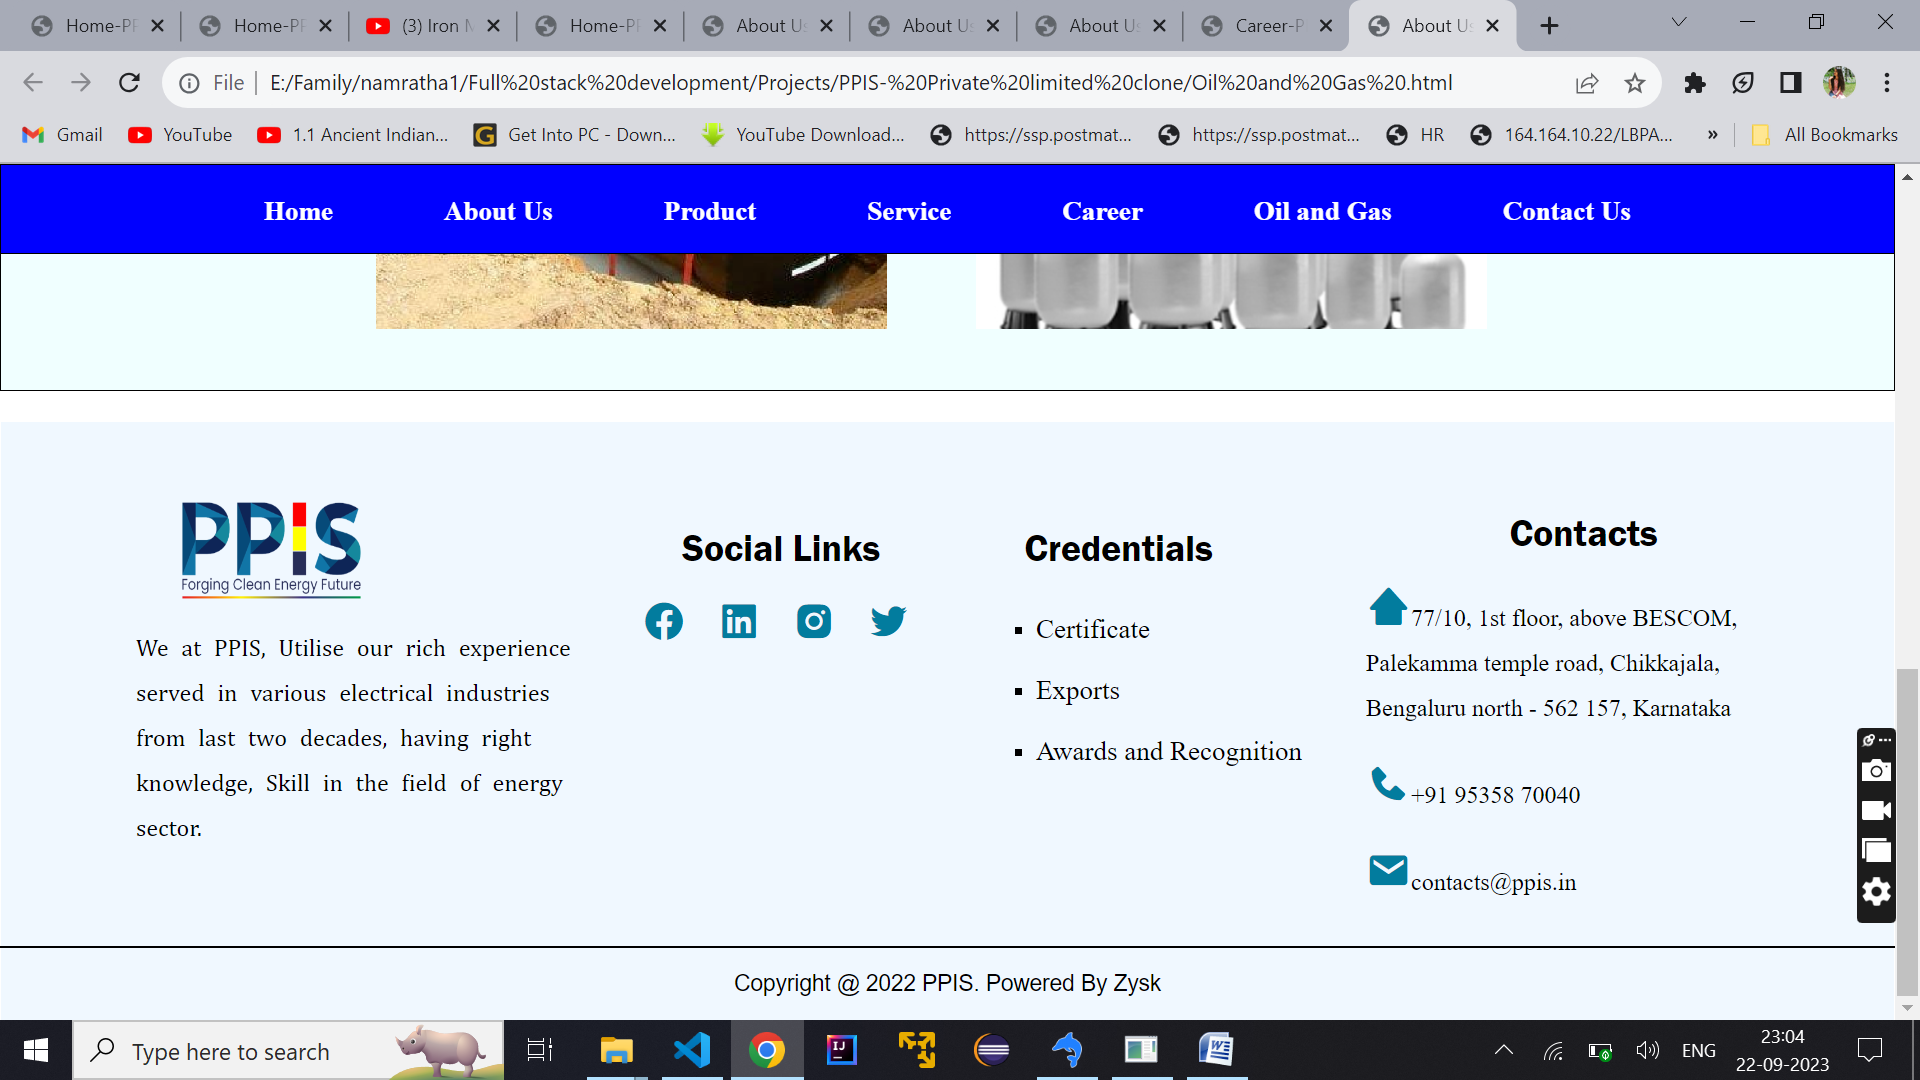 Home-PP
Home-PP
(3) Iron M
Home-PP
About Us
About Us
About Us
Career-P
About Us
File
E:/Family/namratha1/Full%20stack%20development/Projects/PPIS-%20Private%20limited%20clone/Oil%20and%20Gas%20.html
Gmail
YouTube
1.1 Ancient Indian...
Get Into PC - Down...
YouTube Download...
https://ssp.postmat...
https://ssp.postmat...
HR
164.164.10.22/LBPA...
»
All Bookmarks
Home
About Us
Product
Service
Career
Oil and Gas
Contact Us
PPIS
Forging Clean Energy Future
We at PPIS, Utilise our rich experience
served in various electrical industries
from last two decades, having right
knowledge, Skill in the field of energy
sector.
Social Links
Credentials
Certificate
Exports
Awards and Recognition
Contacts
77/10, 1st floor, above BESCOM,
Palekamma temple road, Chikkajala,
Bengaluru north - 562 157, Karnataka
+91 95358 70040
contacts@ppis.in
Copyright @ 2022 PPIS. Powered By Zysk
Type here to search
ENG
23:04
22-09-2023